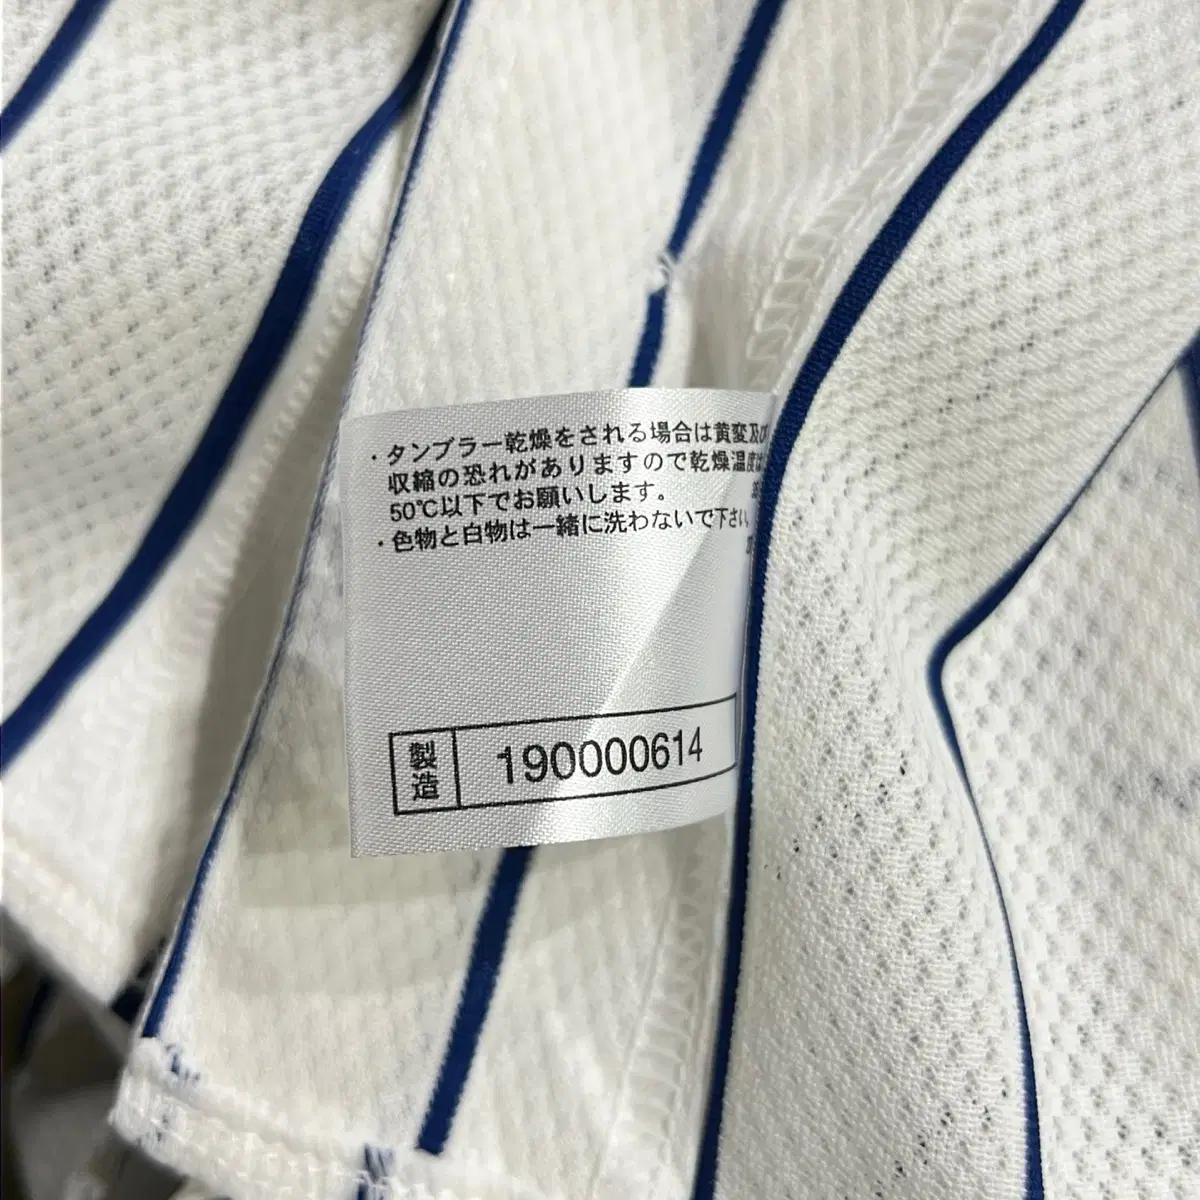 ・タンブラー乾燥をされる場合は黄変及び
収縮の恐れがありますので乾燥温度は
50℃以下でお願いします。
・色物と白物は一緒に洗わないで下さい。
製造 190000614